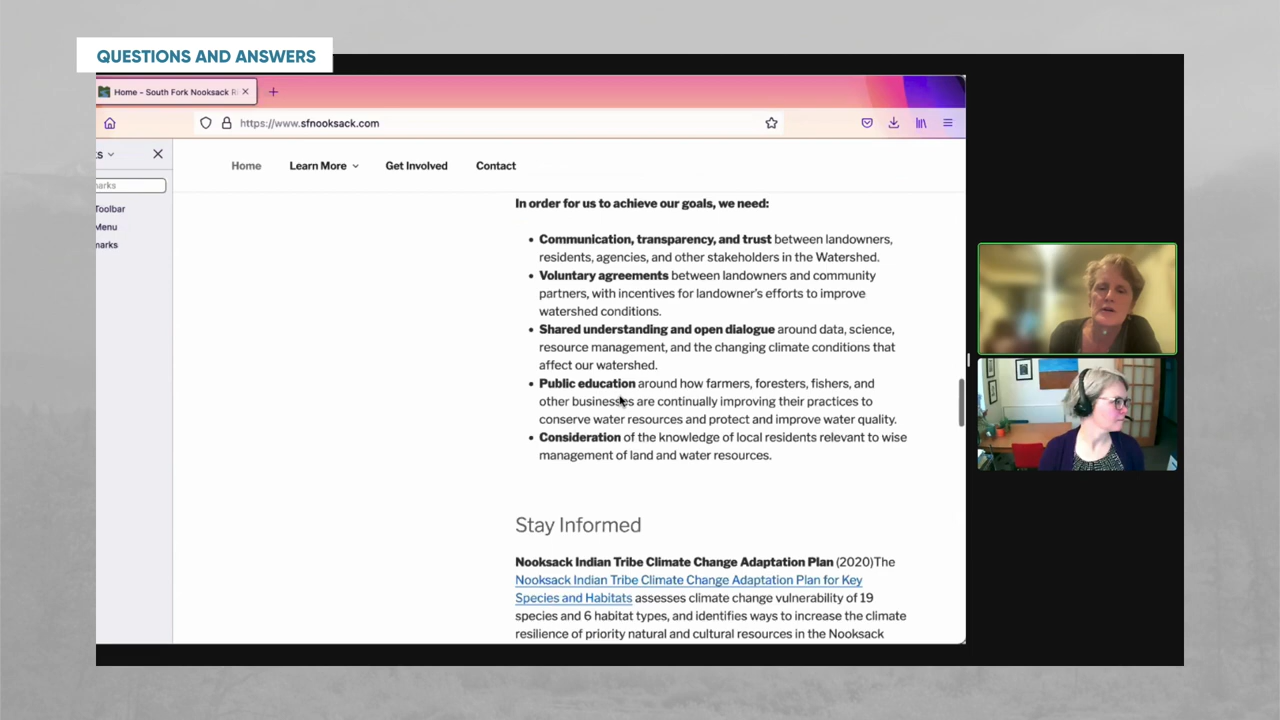 QUESTIONS AND ANSWERS
Home – South Fork Nooksack Ri
https://www.sfnooksack.com
s
Home Learn More Get Involved Contact
arks
Toolbar
Menu
marks
In order for us to achieve our goals, we need:
• Communication, transparency, and trust between landowners,
residents, agencies, and other stakeholders in the Watershed.
• Voluntary agreements between landowners and community
partners, with incentives for landowner's efforts to improve
watershed conditions.
• Shared understanding and open dialogue around data, science,
resource management, and the changing climate conditions that
affect our watershed.
• Public education around how farmers, foresters, fishers, and
other businesses are continually improving their practices to
conserve water resources and protect and improve water quality.
• Consideration of the knowledge of local residents relevant to wise
management of land and water resources.
Stay Informed
Nooksack Indian Tribe Climate Change Adaptation Plan (2020)The
Nooksack Indian Tribe Climate Change Adaptation Plan for Key
Species and Habitats assesses climate change vulnerability of 19
species and 6 habitat types, and identifies ways to increase the climate
resilience of priority natural and cultural resources in the Nooksack